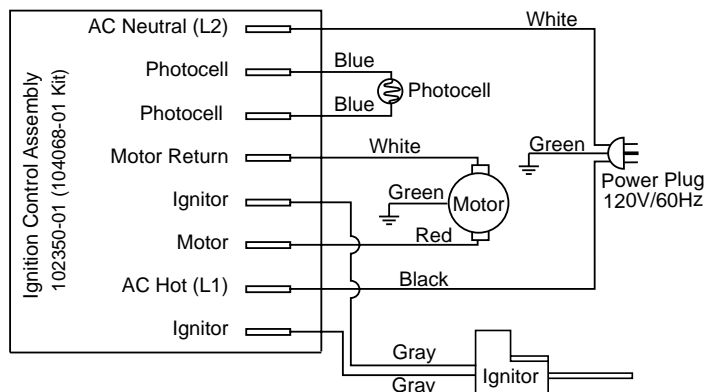 AC Neutral (L2)
White
Photocell
Blue
Photocell
Photocell
Blue
Motor Return
White
Green
Power Plug
120V/60Hz
Ignitor
Green
Motor
Motor
Red
AC Hot (L1)
Black
Ignitor
Gray
Gray
Ignitor
Ignition Control Assembly
102350-01 (104068-01 Kit)